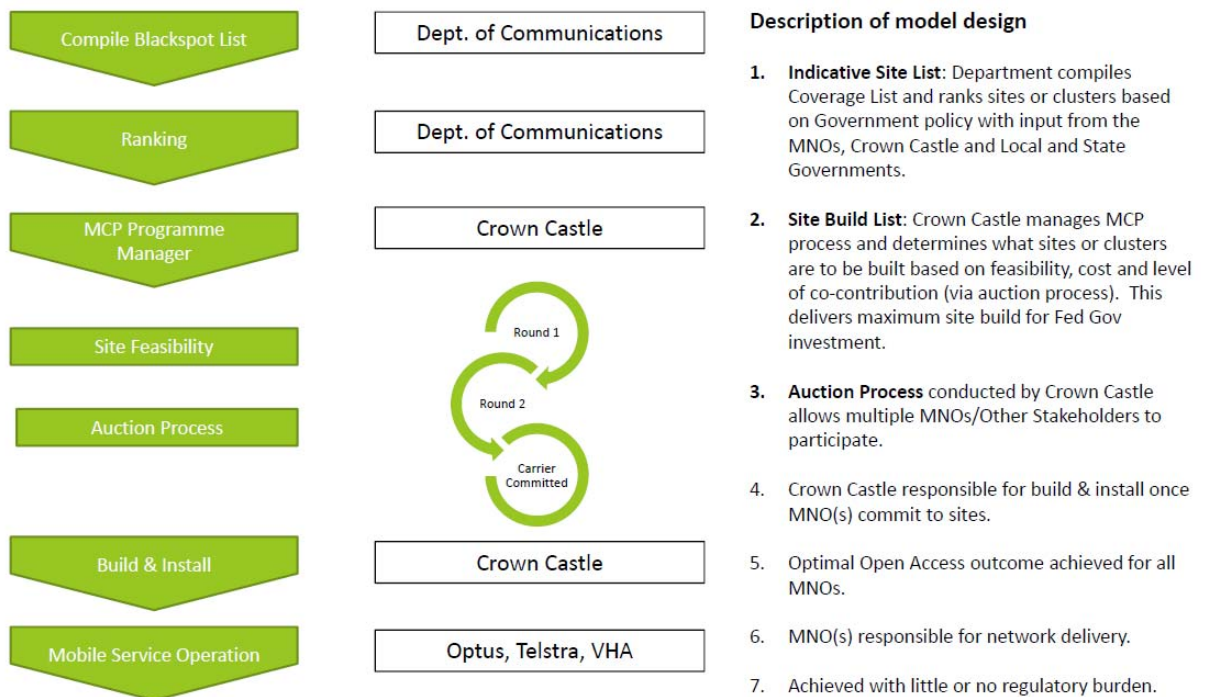 Compile Blackspot List
Dept. of Communications
Ranking
Dept. of Communications
MCP Programme
Manager
Crown Castle
Site Feasibility
Auction Process
Round 1
Round 2
Carrier
Committed
Build & Install
Crown Castle
Mobile Service Operation
Optus, Telstra, VHA
Description of model design
1. Indicative Site List: Department compiles
Coverage List and ranks sites or clusters based
on Government policy with input from the
MNOs, Crown Castle and Local and State
Governments.
2. Site Build List: Crown Castle manages MCP
process and determines what sites or clusters
are to be built based on feasibility, cost and level
of co-contribution (via auction process). This
delivers maximum site build for Fed Gov
investment.
3. Auction Process conducted by Crown Castle
allows multiple MNOs/Other Stakeholders to
participate.
4. Crown Castle responsible for build & install once
MNO(s) commit to sites.
5. Optimal Open Access outcome achieved for all
MNOs.
6. MNO(s) responsible for network delivery.
7. Achieved with little or no regulatory burden.